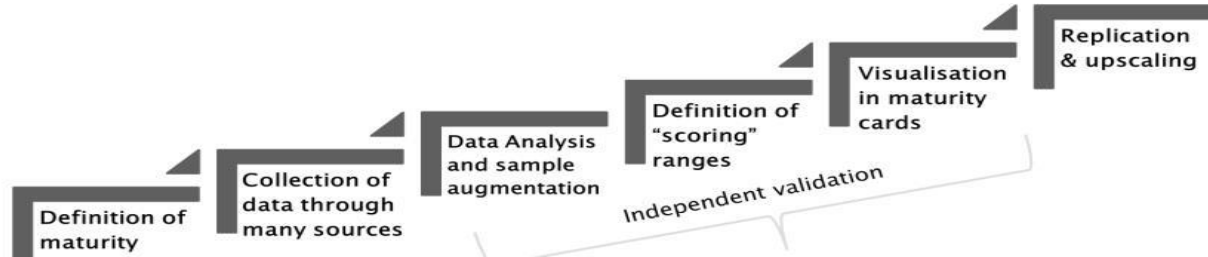 Definition of
maturity
Collection of
data through
many sources
Data Analysis
and sample
augmentation
Definition of
“scoring”
ranges
Visualisation
in maturity
cards
Replication
& upscaling
Independent validation